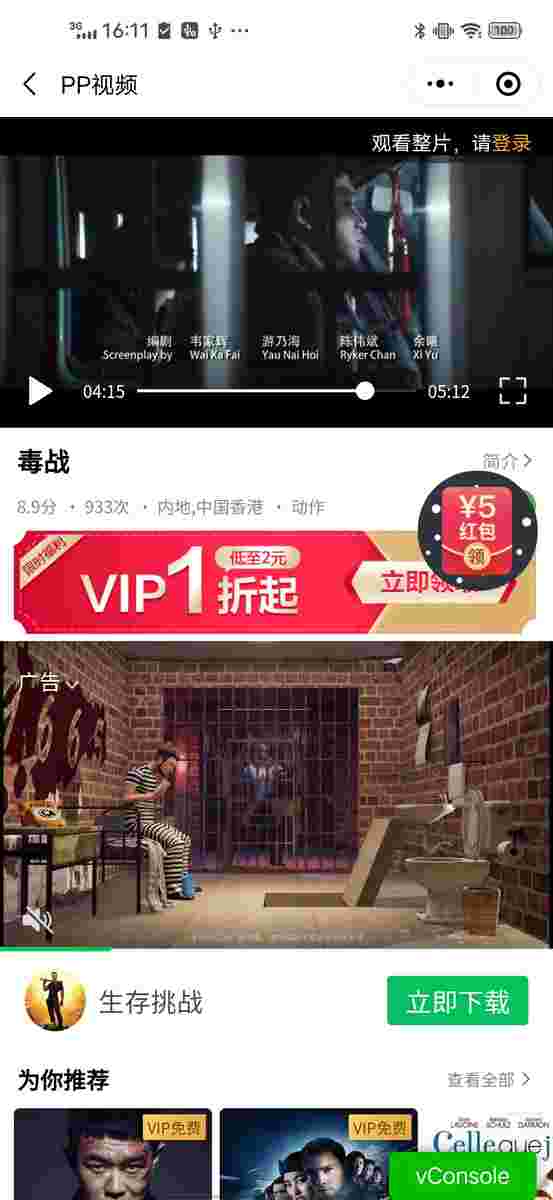 3G 16:11 100
PP视频
观看整片，请登录
编剧 韦家辉 游乃海 陈伟斌 余曦
Screenplay by Wai Ka Fai Yau Nai Hoi Ryker Chan Xi Yu
04:15 05:12
毒战
简介
8.9分 · 933次 · 内地,中国香港 · 动作
¥5
红包
领
限时福利
VIP1折起
低至2元
立即领
广告
生存挑战
立即下载
为你推荐
查看全部
VIP免费
VIP免费
vConsole